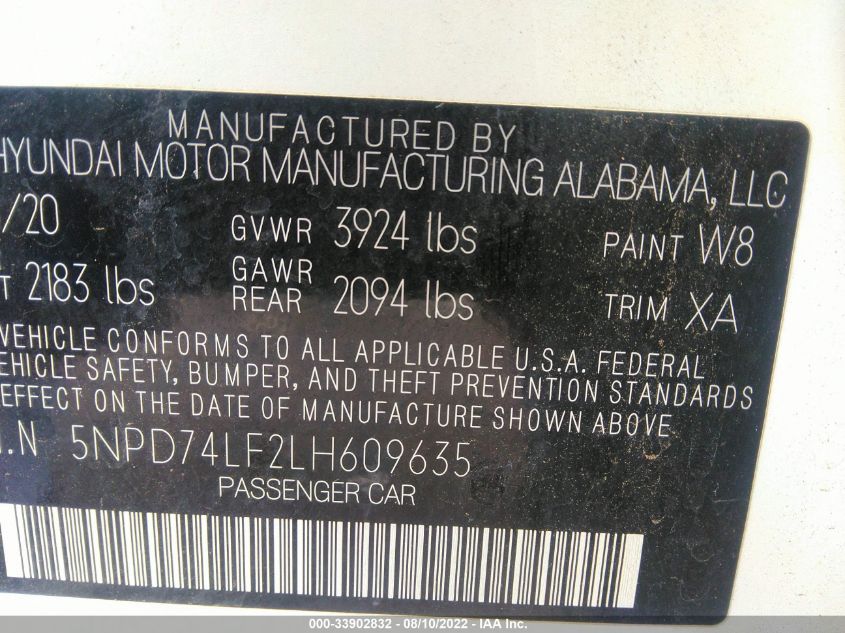 MANUFACTURED BY
HYUNDAI MOTOR MANUFACTURING ALABAMA, LLC
/20 GVWR 3924 lbs PAINT W8
T 2183 lbs GAWR REAR 2094 lbs TRIM XA
VEHICLE CONFORMS TO ALL APPLICABLE U.S.A. FEDERAL
EHICLE SAFETY, BUMPER, AND THEFT PREVENTION STANDARDS
EFFECT ON THE DATE OF MANUFACTURE SHOWN ABOVE
I.N 5NPD74LF2LH609635
PASSENGER CAR
000-33902832 - 08/10/2022 - IAA Inc.